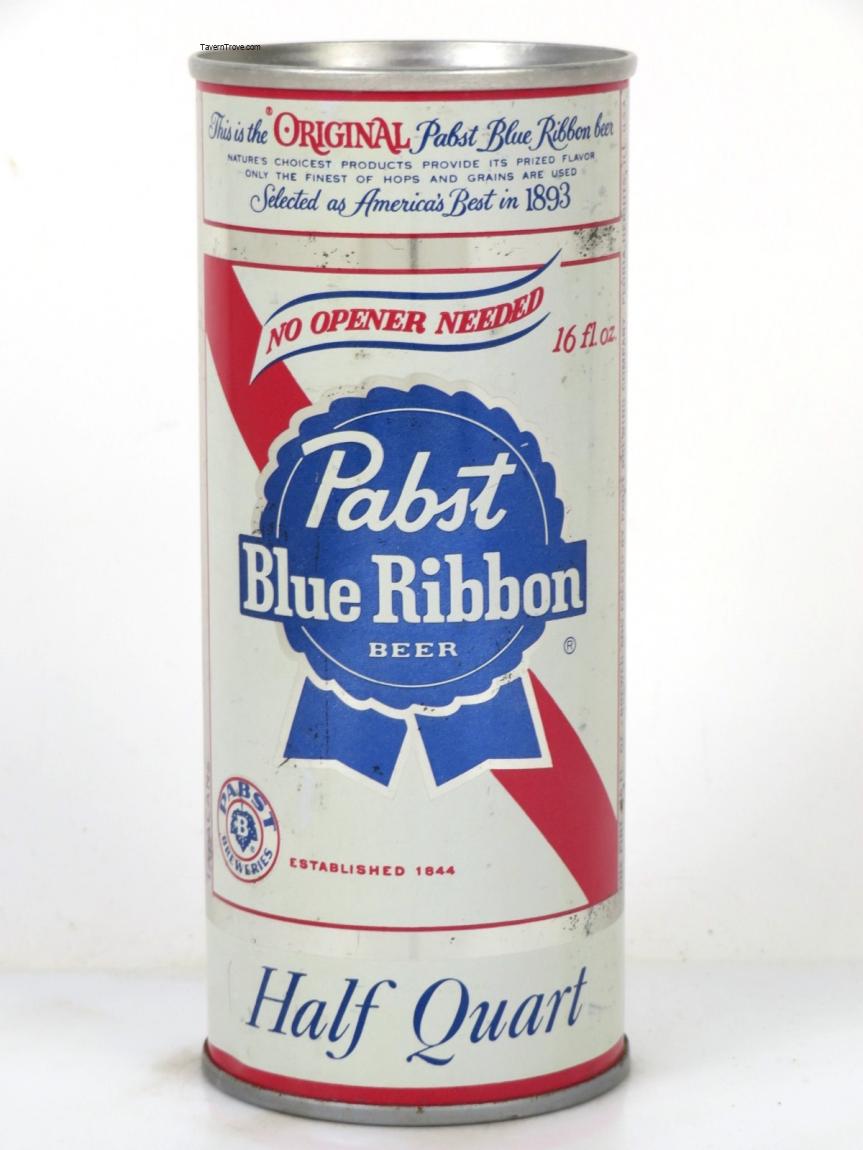 TavernTrove.com
This is the ORIGINAL Pabst Blue Ribbon beer
NATURE'S CHOICEST PRODUCTS PROVIDE ITS PRIZED FLAVOR
ONLY THE FINEST OF HOPS AND GRAINS ARE USED
Selected as America's Best in 1893
NO OPENER NEEDED
16 fl. oz.
Pabst
Blue Ribbon
BEER
®
PABST
B
BREWERIES
ESTABLISHED 1844
Half Quart